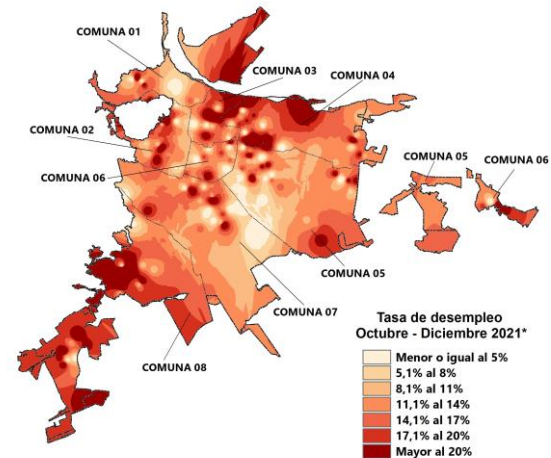 COMUNA 01
COMUNA 03
COMUNA 04
COMUNA 02
COMUNA 05
COMUNA 06
COMUNA 06
COMUNA 05
COMUNA 07
COMUNA 08
Tasa de desempleo
Octubre - Diciembre 2021*
Menor o igual al 5%
5,1% al 8%
8,1% al 11%
11,1% al 14%
14,1% al 17%
17,1% al 20%
Mayor al 20%